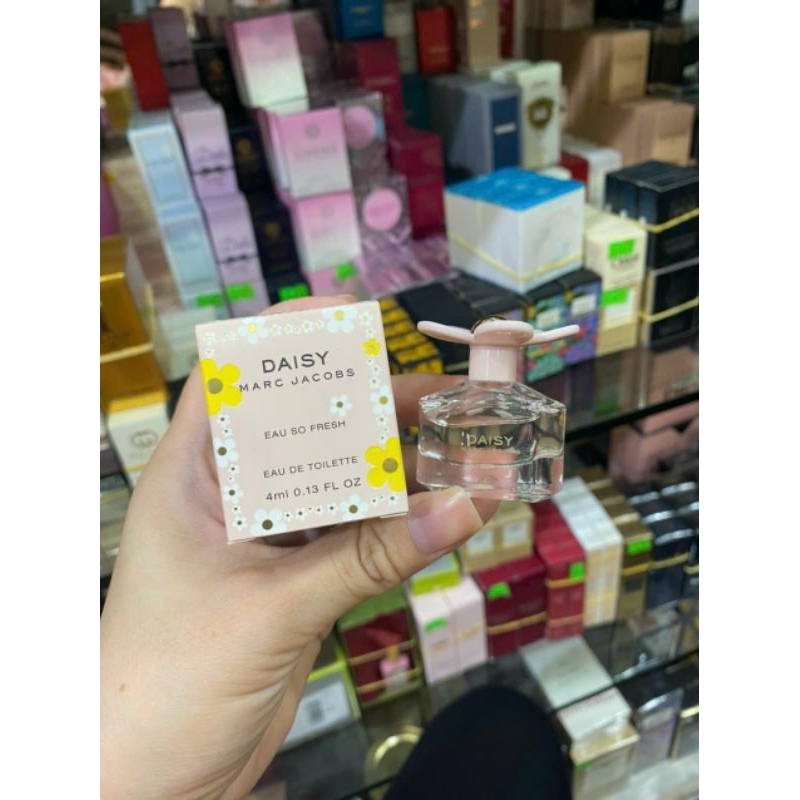 DAISY
MARC JACOBS
EAU SO FRESH
EAU DE TOILETTE
4ml 0.13 FL OZ
DAISY